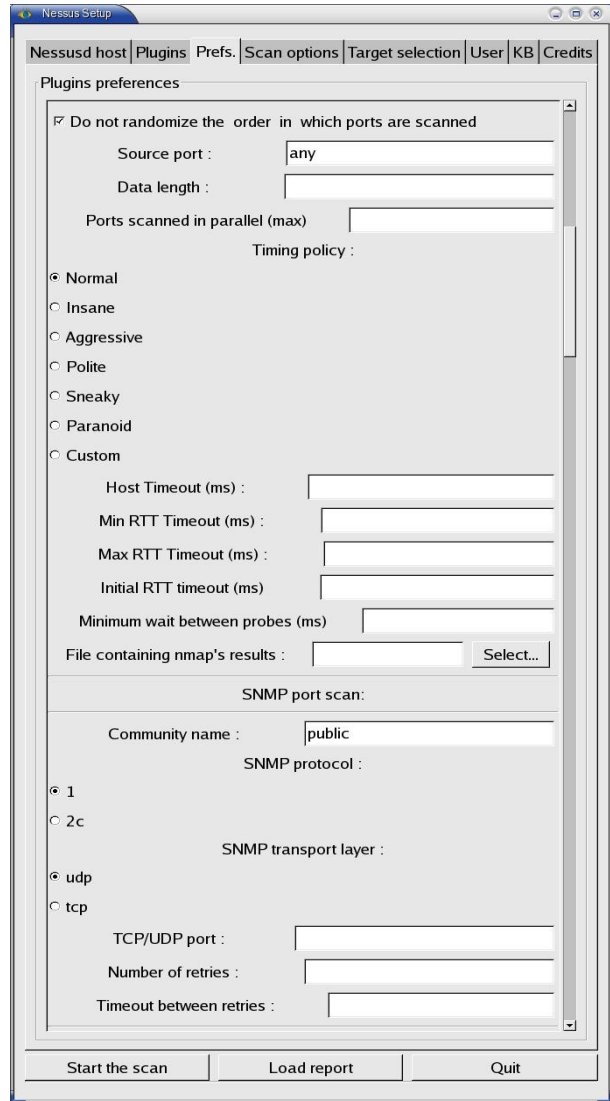 Nessus Setup
Nessusd host Plugins Prefs. Scan options Target selection User KB Credits
Plugins preferences
Do not randomize the order in which ports are scanned
Source port : any
Data length :
Ports scanned in parallel (max)
Timing policy :
Normal
Insane
Aggressive
Polite
Sneaky
Paranoid
Custom
Host Timeout (ms) :
Min RTT Timeout (ms) :
Max RTT Timeout (ms) :
Initial RTT timeout (ms)
Minimum wait between probes (ms)
File containing nmap's results : Select...
SNMP port scan:
Community name : public
SNMP protocol :
1
2c
SNMP transport layer :
udp
tcp
TCP/UDP port :
Number of retries :
Timeout between retries :
Start the scan Load report Quit